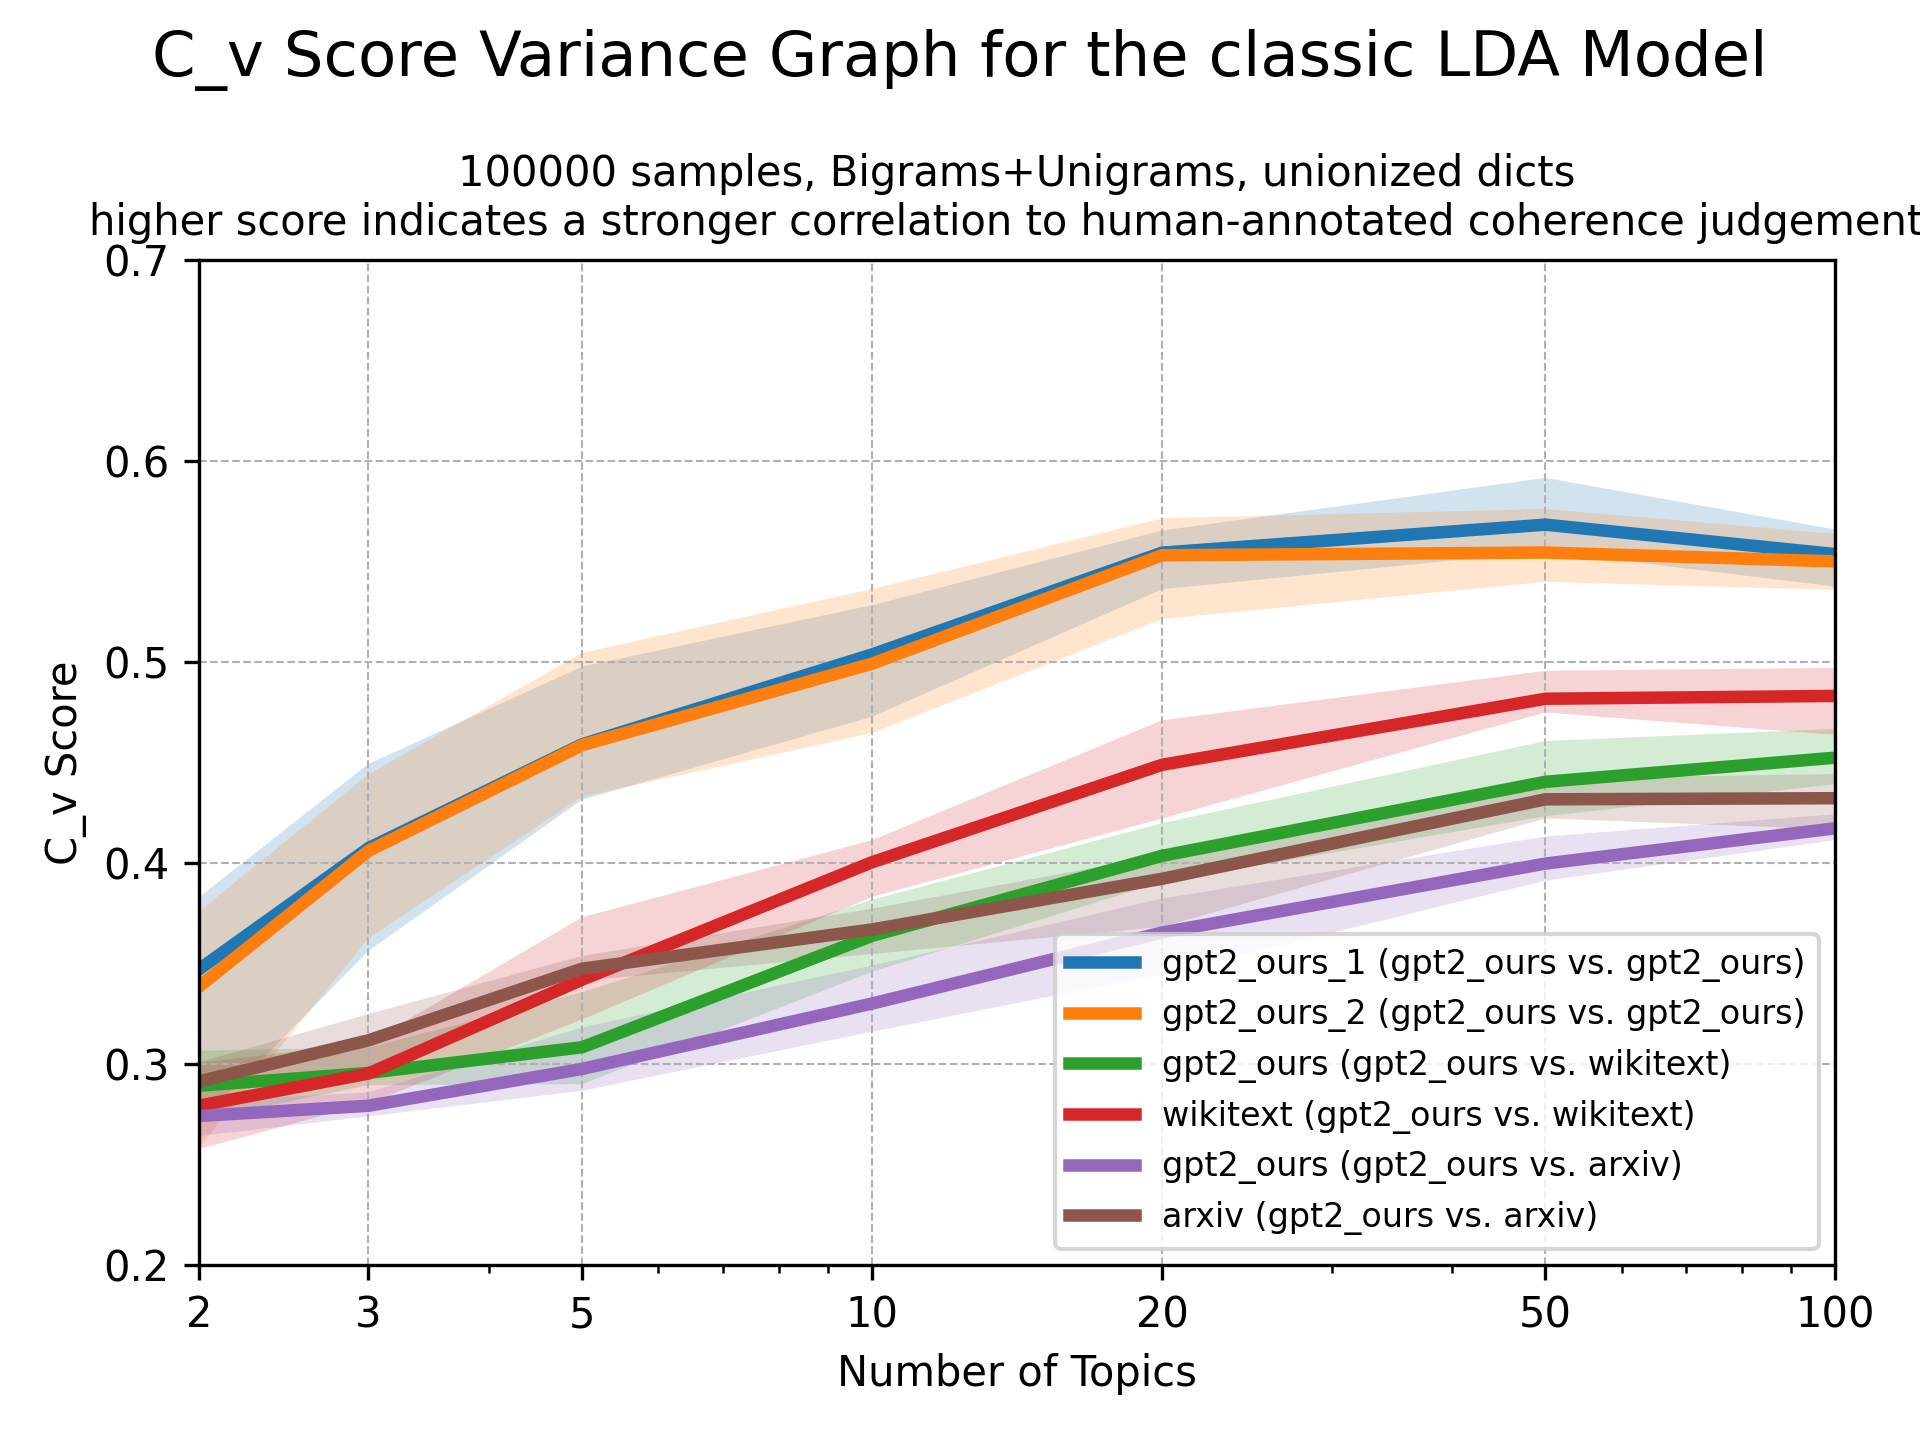 C_v Score Variance Graph for the classic LDA Model
100000 samples, Bigrams+Unigrams, unionized dicts
higher score indicates a stronger correlation to human-annotated coherence judgement
0.7
0.6
0.5
0.4
0.3
0.2
C_v Score
gpt2_ours_1 (gpt2_ours vs. gpt2_ours)
gpt2_ours_2 (gpt2_ours vs. gpt2_ours)
gpt2_ours (gpt2_ours vs. wikitext)
wikitext (gpt2_ours vs. wikitext)
gpt2_ours (gpt2_ours vs. arxiv)
arxiv (gpt2_ours vs. arxiv)
2 3 5 10 20 50 100
Number of Topics